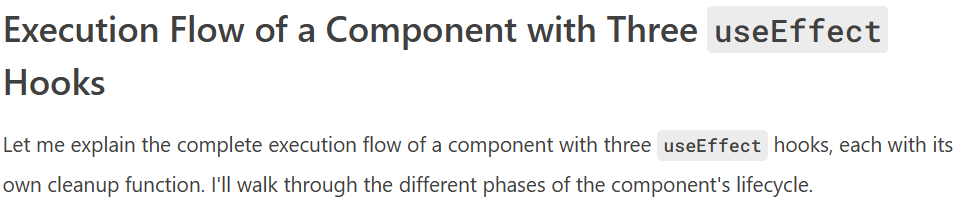 Execution Flow of a Component with Three useEffect
Hooks
Let me explain the complete execution flow of a component with three useEffect hooks, each with its
own cleanup function. I'll walk through the different phases of the component's lifecycle.